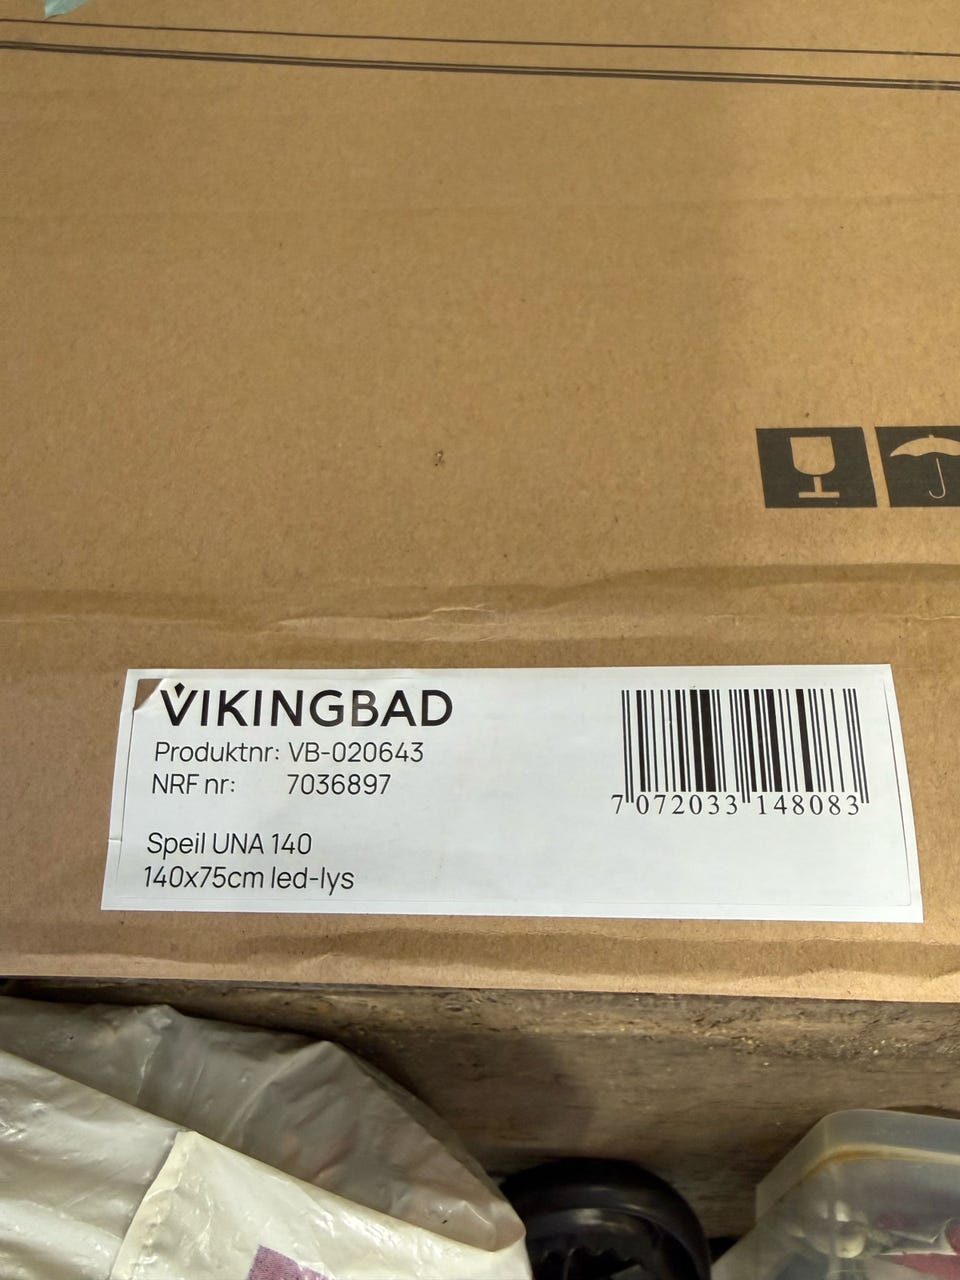 VIKINGBAD
Produktnr: VB-020643
NRF nr: 7036897
Speil UNA 140
140x75cm led-lys
7 072033 148083